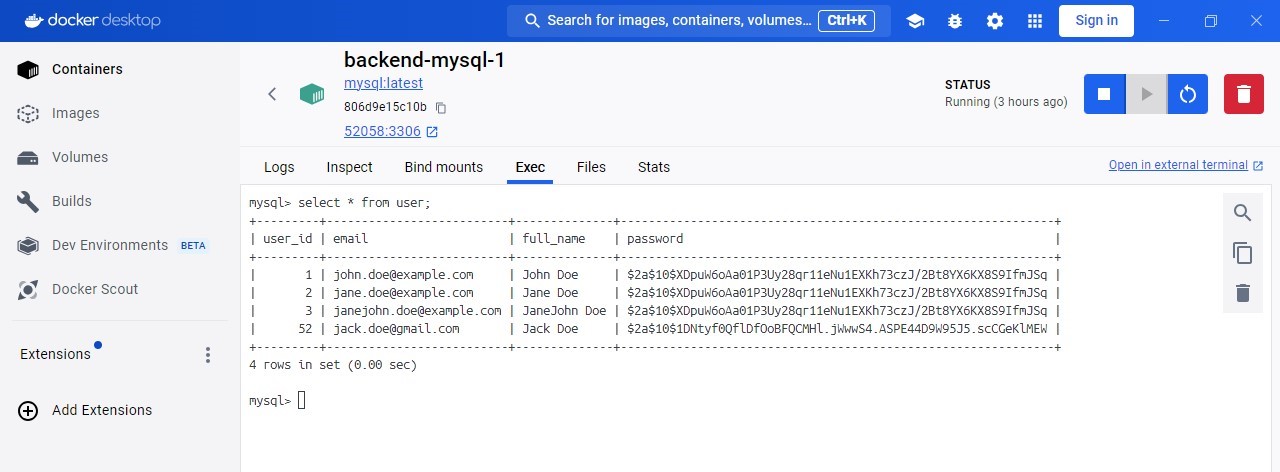 docker desktop
Search for images, containers, volumes... Ctrl+K
Sign in
Containers
Images
Volumes
Builds
Dev Environments BETA
Docker Scout
Extensions
Add Extensions
backend-mysql-1
mysql:latest
806d9e15c10b
52058:3306
STATUS
Running (3 hours ago)
Logs Inspect Bind mounts Exec Files Stats
Open in external terminal
mysql> select * from user;
+---------+--------------------------+-------------+--------------------------------------------------------------+
| user_id | email                    | full_name   | password                                                     |
+---------+--------------------------+-------------+--------------------------------------------------------------+
|       1 | john.doe@example.com     | John Doe    | $2a$10$XDpuW6oAa01P3Uy28qr11eNu1EXKh73czJ/2Bt8YX6KX8S9IfmJSq |
|       2 | jane.doe@example.com     | Jane Doe    | $2a$10$XDpuW6oAa01P3Uy28qr11eNu1EXKh73czJ/2Bt8YX6KX8S9IfmJSq |
|       3 | janejohn.doe@example.com | JaneJohn Doe | $2a$10$XDpuW6oAa01P3Uy28qr11eNu1EXKh73czJ/2Bt8YX6KX8S9IfmJSq |
|      52 | jack.doe@gmail.com       | Jack Doe    | $2a$10$1DNtyf0QflDfOoBFQCMHl.jWwwS4.ASPE44D9W95J5.scCGeKlMEW |
+---------+--------------------------+-------------+--------------------------------------------------------------+
4 rows in set (0.00 sec)
mysql>